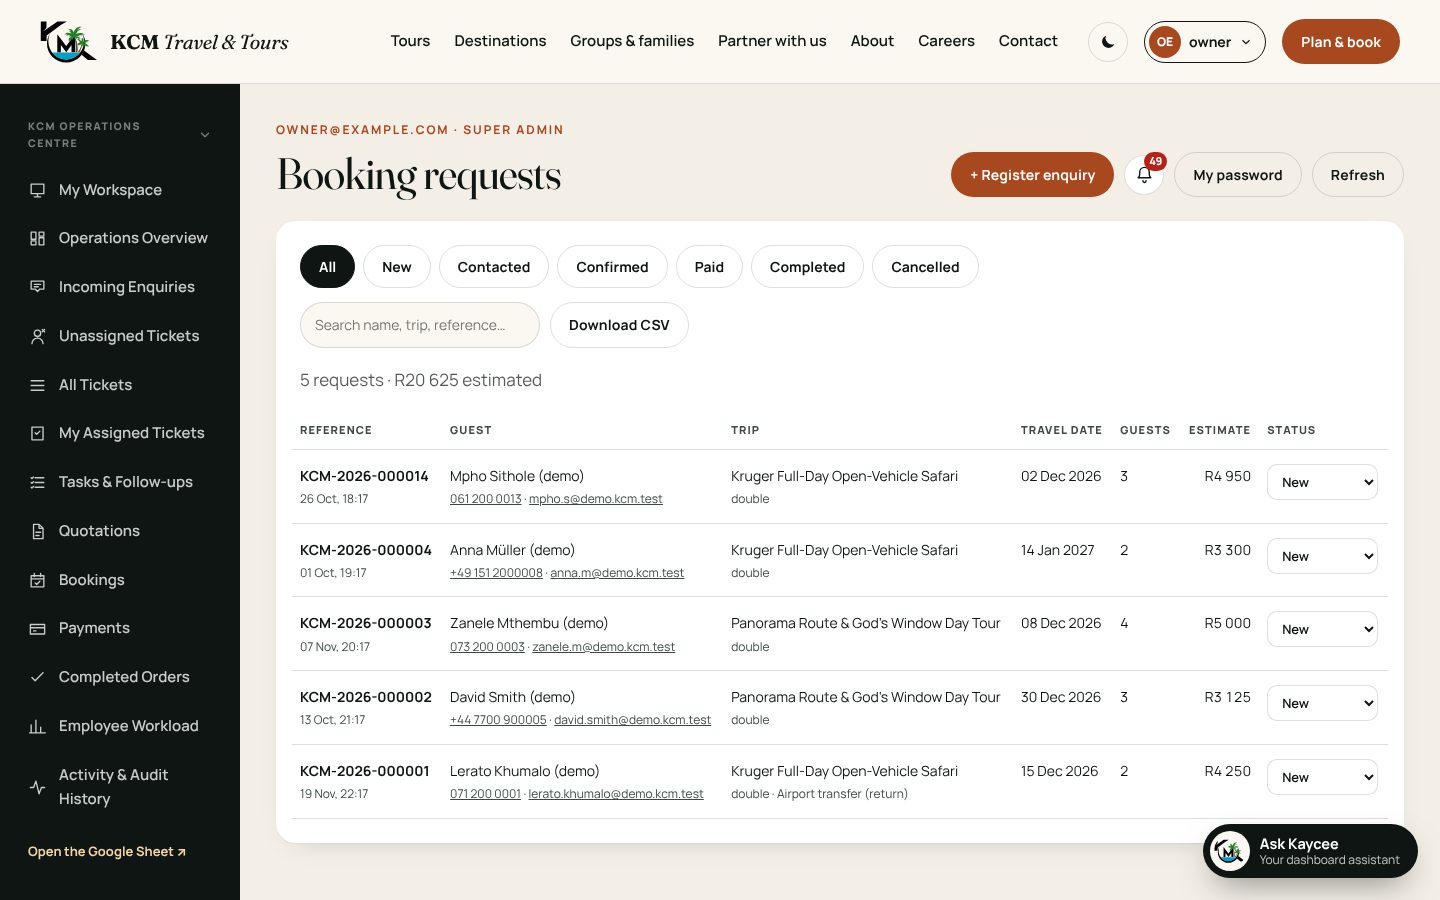 KCM Travel & Tours
Tours
Destinations
Groups & families
Partner with us
About
Careers
Contact
OE
owner
Plan & book
KCM OPERATIONS
CENTRE
My Workspace
Operations Overview
Incoming Enquiries
Unassigned Tickets
All Tickets
My Assigned Tickets
Tasks & Follow-ups
Quotations
Bookings
Payments
Completed Orders
Employee Workload
Activity & Audit
History
Open the Google Sheet ↗
OWNER@EXAMPLE.COM · SUPER ADMIN
Booking requests
+ Register enquiry
49
My password
Refresh
All
New
Contacted
Confirmed
Paid
Completed
Cancelled
Search name, trip, reference...
Download CSV
5 requests · R20 625 estimated
REFERENCE GUEST TRIP TRAVEL DATE GUESTS ESTIMATE STATUS
KCM-2026-000014 Mpho Sithole (demo) Kruger Full-Day Open-Vehicle Safari 02 Dec 2026 3 R4 950 New
26 Oct, 18:17 061 200 0013 · mpho.s@demo.kcm.test double
KCM-2026-000004 Anna Müller (demo) Kruger Full-Day Open-Vehicle Safari 14 Jan 2027 2 R3 300 New
01 Oct, 19:17 +49 151 2000008 · anna.m@demo.kcm.test double
KCM-2026-000003 Zanele Mthembu (demo) Panorama Route & God's Window Day Tour 08 Dec 2026 4 R5 000 New
07 Nov, 20:17 073 200 0003 · zanele.m@demo.kcm.test double
KCM-2026-000002 David Smith (demo) Panorama Route & God's Window Day Tour 30 Dec 2026 3 R3 125 New
13 Oct, 21:17 +44 7700 900005 · david.smith@demo.kcm.test double
KCM-2026-000001 Lerato Khumalo (demo) Kruger Full-Day Open-Vehicle Safari 15 Dec 2026 2 R4 250 New
19 Nov, 22:17 071 200 0001 · lerato.khumalo@demo.kcm.test double · Airport transfer (return)
Ask Kaycee
Your dashboard assistant